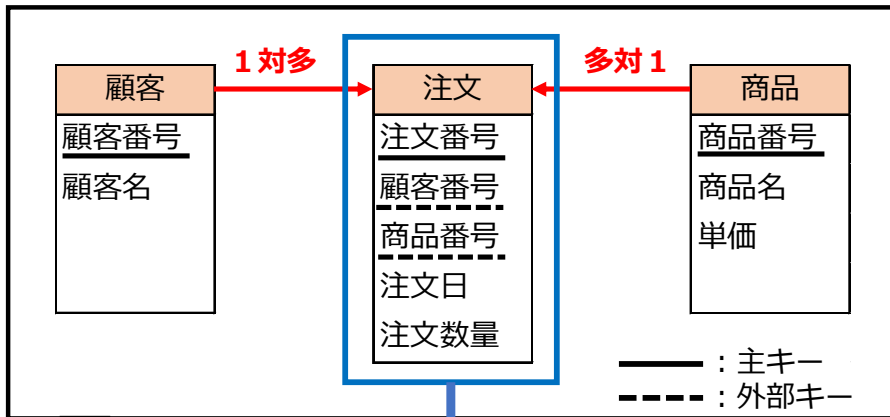 1対多
多対1
顧客
顧客番号
顧客名
注文
注文番号
顧客番号
商品番号
注文日
注文数量
商品
商品番号
商品名
単価
：主キー
：外部キー